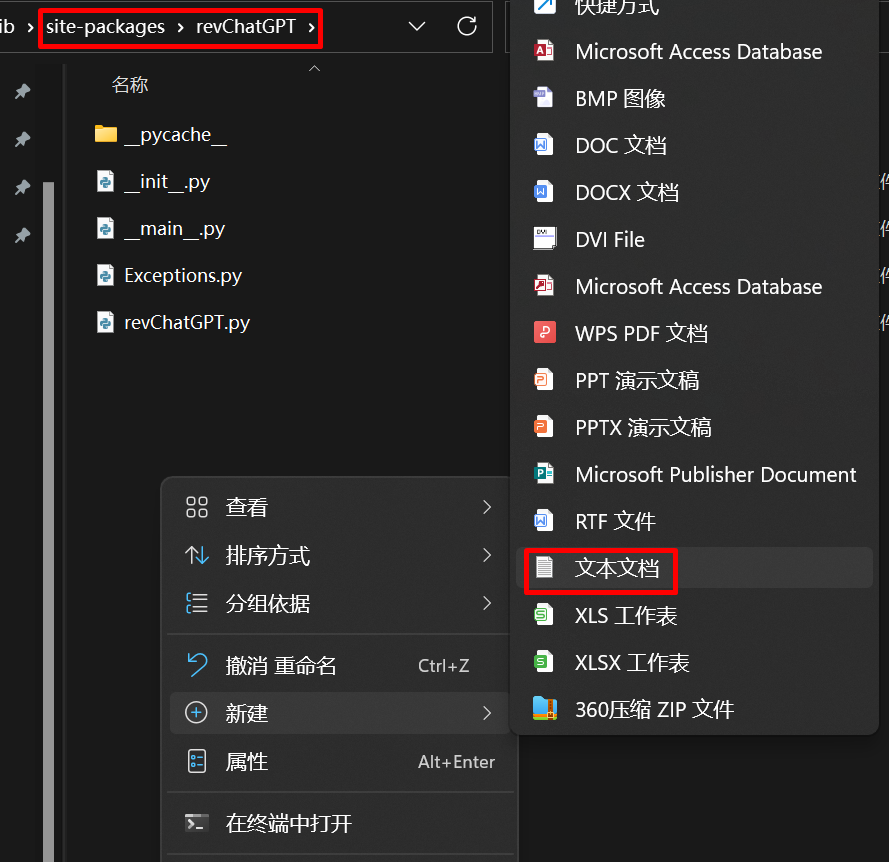 ib > site-packages > revChatGPT >
名称
__pycache__
__init__.py
__main__.py
Exceptions.py
revChatGPT.py
查看
排序方式
分组依据
撤消 重命名 Ctrl+Z
新建
属性 Alt+Enter
在终端中打开
快捷方式
Microsoft Access Database
BMP 图像
DOC 文档
DOCX 文档
DVI File
Microsoft Access Database
WPS PDF 文档
PPT 演示文稿
PPTX 演示文稿
Microsoft Publisher Document
RTF 文件
文本文档
XLS 工作表
XLSX 工作表
360压缩 ZIP 文件